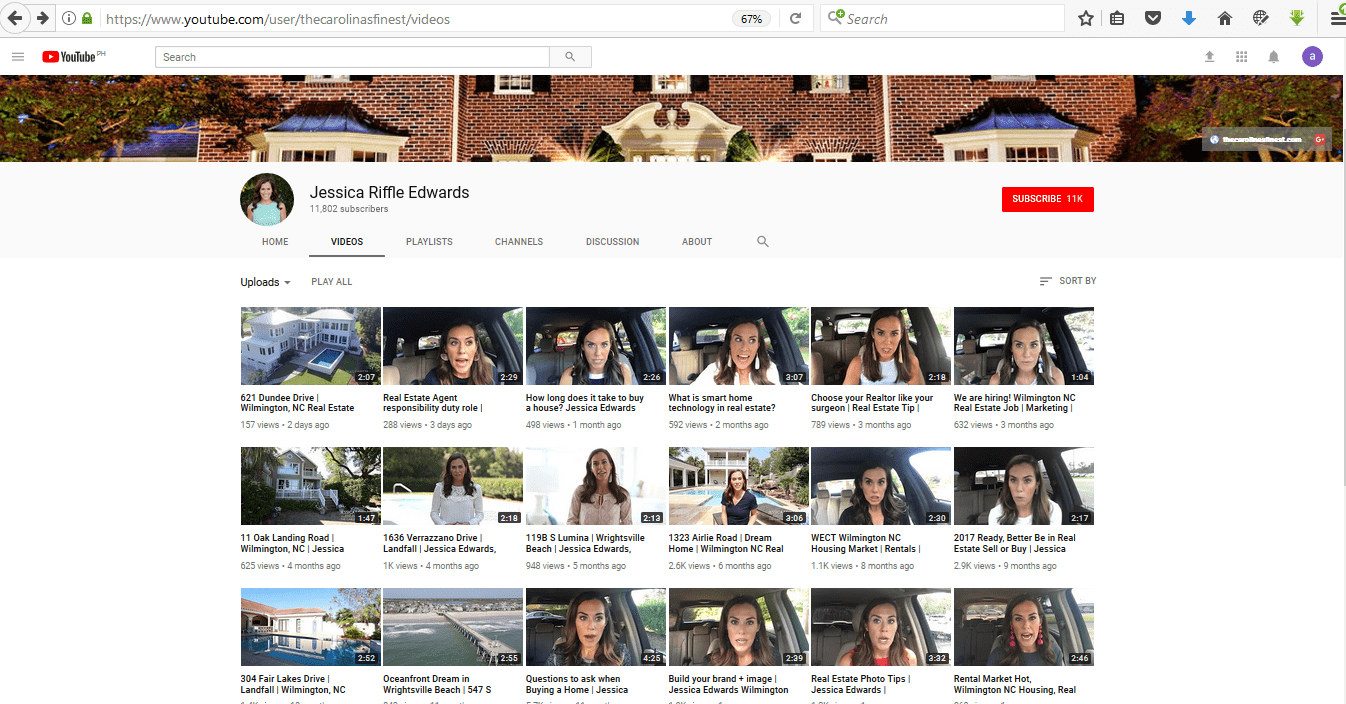 https://www.youtube.com/user/thecarolinasfinest/videos
67%
Search
YouTube PH
Search
a
Thecarolinasfinest.com
G+
Jessica Riffle Edwards
11,802 subscribers
SUBSCRIBE 11K
HOME VIDEOS PLAYLISTS CHANNELS DISCUSSION ABOUT
Uploads PLAY ALL SORT BY
2:07 2:29 2:26 3:07 2:18 1:04
621 Dundee Drive |
Wilmington, NC Real Estate
157 views • 2 days ago
Real Estate Agent
responsibility duty role |
288 views • 3 days ago
How long does it take to buy
a house? Jessica Edwards
498 views • 1 month ago
What is smart home
technology in real estate?
592 views • 2 months ago
Choose your Realtor like your
surgeon | Real Estate Tip |
789 views • 3 months ago
We are hiring! Wilmington NC
Real Estate Job | Marketing |
632 views • 3 months ago
1:47 2:18 2:13 3:06 2:30 2:17
11 Oak Landing Road |
Wilmington, NC | Jessica
625 views • 4 months ago
1636 Verrazzano Drive |
Landfall | Jessica Edwards,
1K views • 4 months ago
119B S Lumina | Wrightsville
Beach | Jessica Edwards,
948 views • 5 months ago
1323 Airlie Road | Dream
Home | Wilmington NC Real
2.6K views • 6 months ago
WECT Wilmington NC
Housing Market | Rentals |
1.1K views • 8 months ago
2017 Ready, Better Be in Real
Estate Sell or Buy | Jessica
2.9K views • 9 months ago
2:52 2:55 4:25 2:39 3:32 2:46
304 Fair Lakes Drive |
Landfall | Wilmington, NC
Oceanfront Dream in
Wrightsville Beach | 547 S
Questions to ask when
Buying a Home | Jessica
Build your brand + image |
Jessica Edwards Wilmington
Real Estate Photo Tips |
Jessica Edwards |
Rental Market Hot,
Wilmington NC Housing, Real